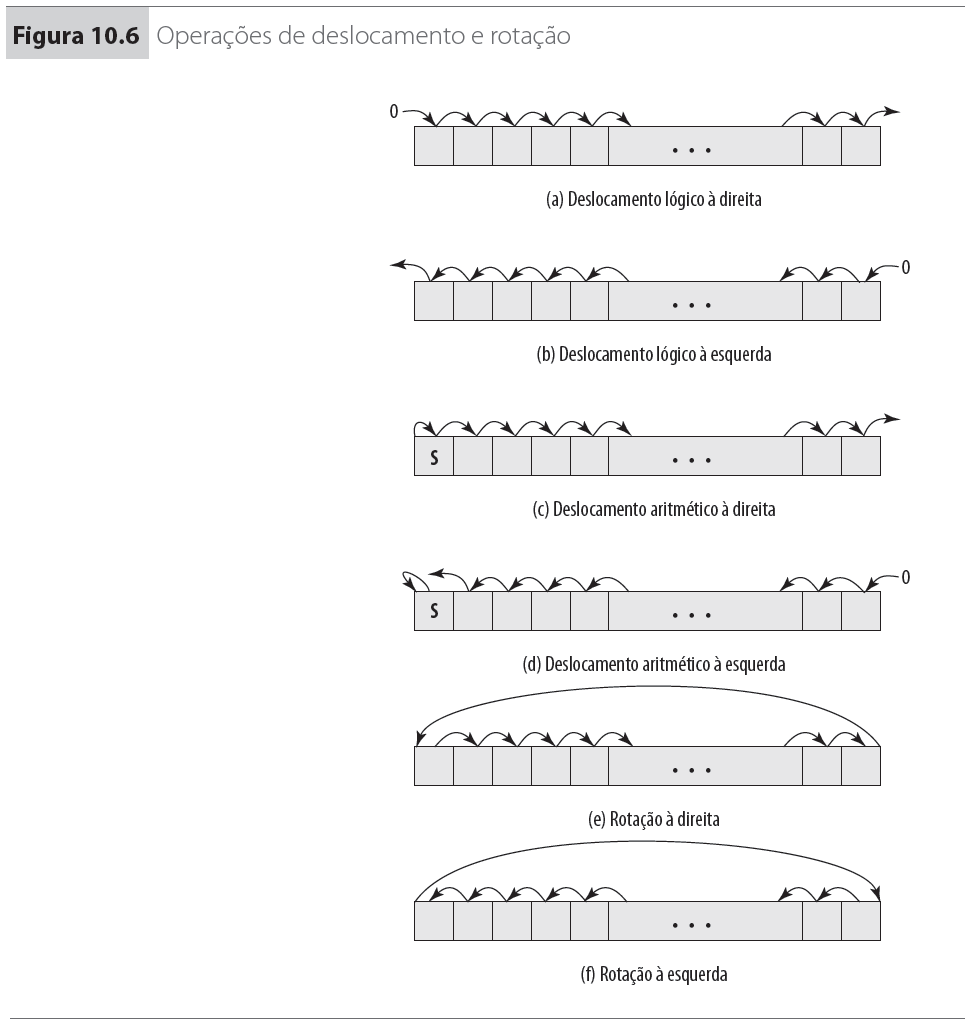 Figura 10.6 Operações de deslocamento e rotação
0
• • •
(a) Deslocamento lógico à direita
0
• • •
(b) Deslocamento lógico à esquerda
S
• • •
(c) Deslocamento aritmético à direita
0
S
• • •
(d) Deslocamento aritmético à esquerda
• • •
(e) Rotação à direita
• • •
(f) Rotação à esquerda